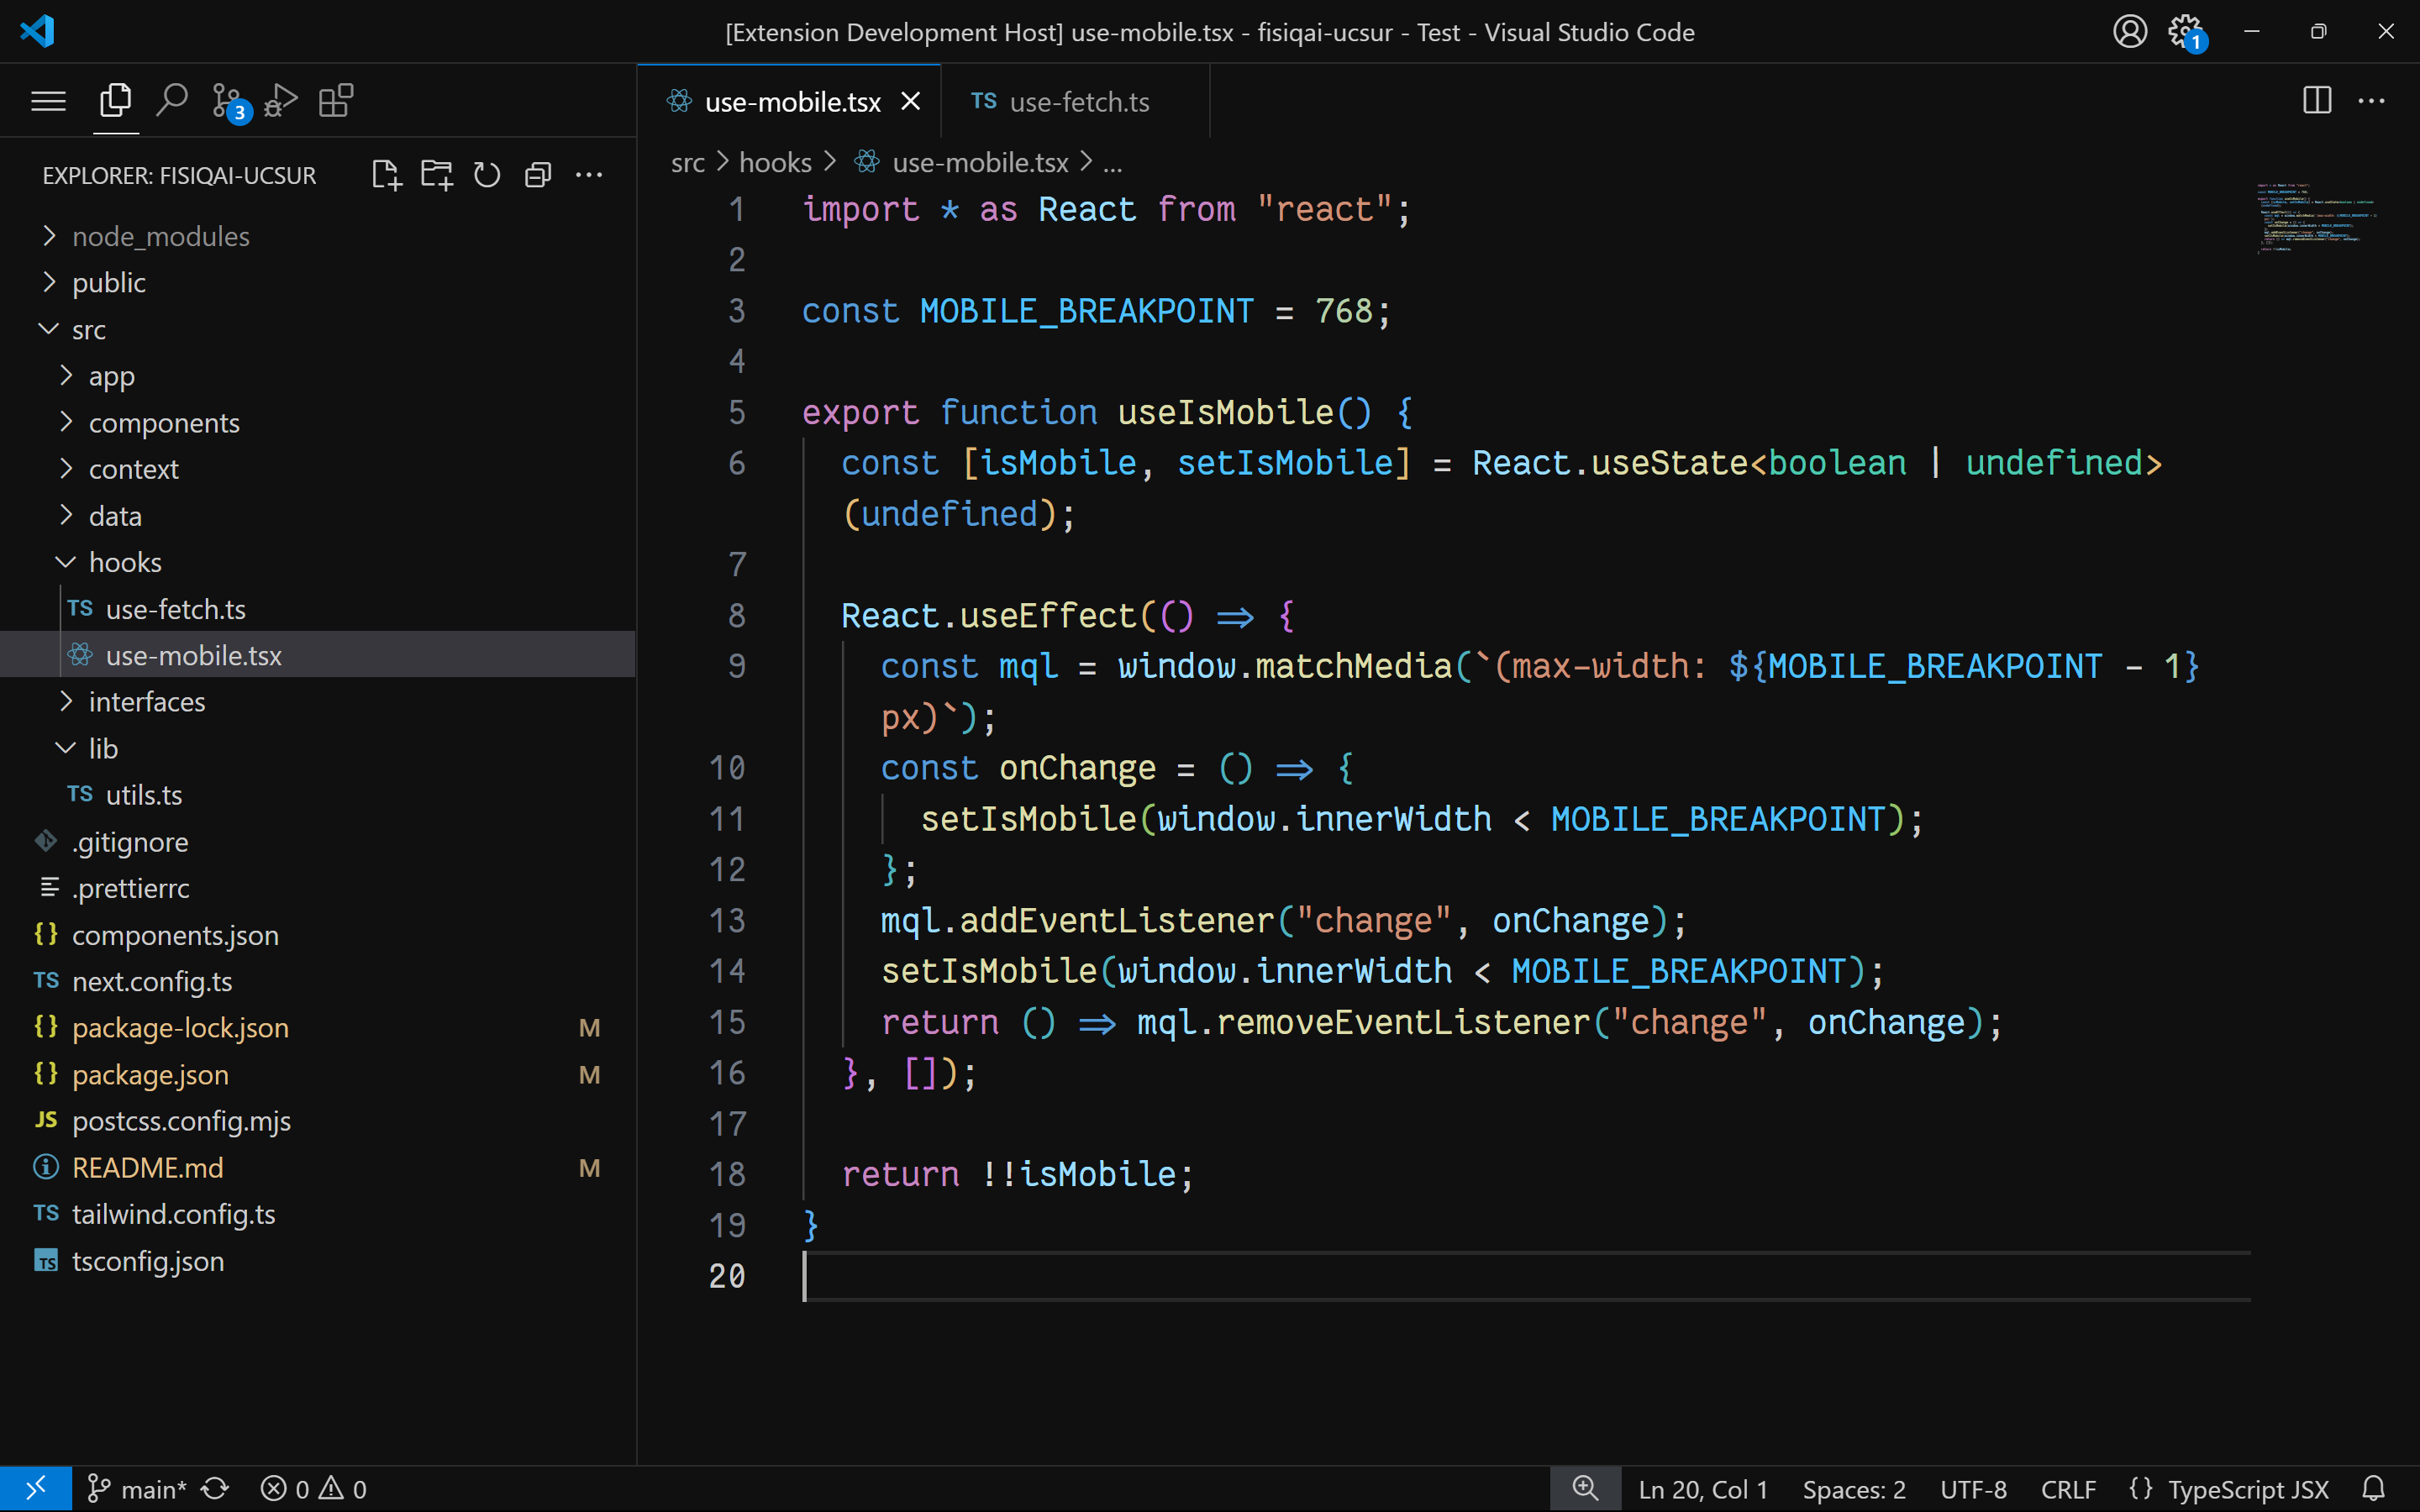 [Extension Development Host] use-mobile.tsx - fisiqai-ucsur - Test - Visual Studio Code
1
3
EXPLORER: FISIQAI-UCSUR
node_modules
public
src
app
components
context
data
hooks
TS use-fetch.ts
use-mobile.tsx
interfaces
lib
TS utils.ts
.gitignore
.prettierrc
{} components.json
TS next.config.ts
{} package-lock.json M
{} package.json M
JS postcss.config.mjs
README.md M
TS tailwind.config.ts
TS tsconfig.json
use-mobile.tsx
TS use-fetch.ts
src > hooks > use-mobile.tsx > ...
1 import * as React from "react";
2
3 const MOBILE_BREAKPOINT = 768;
4
5 export function useIsMobile() {
6 const [isMobile, setIsMobile] = React.useState<boolean | undefined>
(undefined);
7
8 React.useEffect(() => {
9 const mql = window.matchMedia(`(max-width: ${MOBILE_BREAKPOINT - 1}
px)`);
10 const onChange = () => {
11 setIsMobile(window.innerWidth < MOBILE_BREAKPOINT);
12 };
13 mql.addEventListener("change", onChange);
14 setIsMobile(window.innerWidth < MOBILE_BREAKPOINT);
15 return () => mql.removeEventListener("change", onChange);
16 }, []);
17
18 return !!isMobile;
19 }
20
main* 0 0 Ln 20, Col 1 Spaces: 2 UTF-8 CRLF {} TypeScript JSX